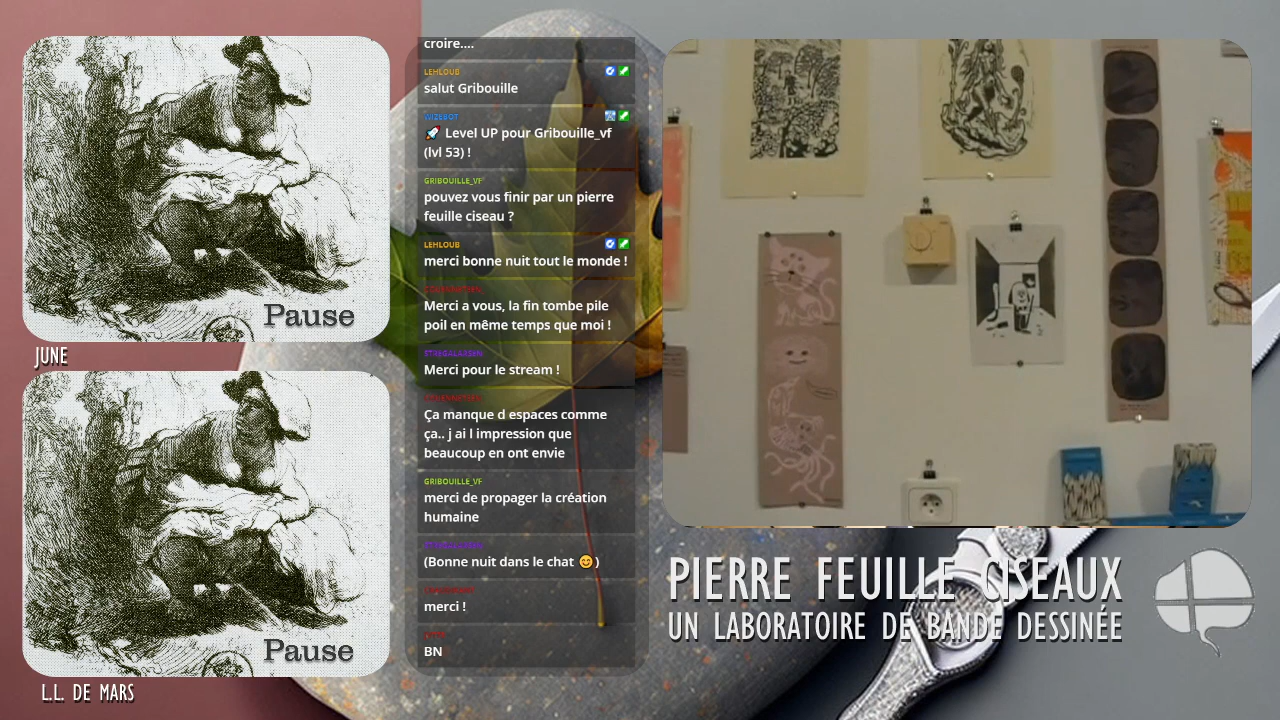 Pause
JUNE
Pause
L.L. DE MARS
croire....
LEHLOUB
salut Gribouille
WIZEBOT
🚀 Level UP pour Gribouille_vf
(lvl 53) !
GRIBOUILLE_VF
pouvez vous finir par un pierre
feuille ciseau ?
LEHLOUB
merci bonne nuit tout le monde !
Merci a vous, la fin tombe pile
poil en même temps que moi !
STREGALARSEN
Merci pour le stream !
Ça manque d espaces comme
ça.. j ai l impression que
beaucoup en ont envie
GRIBOUILLE_VF
merci de propager la création
humaine
(Bonne nuit dans le chat 😊 )
merci !
BN
PIERRE FEUILLE CISEAUX
UN LABORATOIRE DE BANDE DESSINÉE